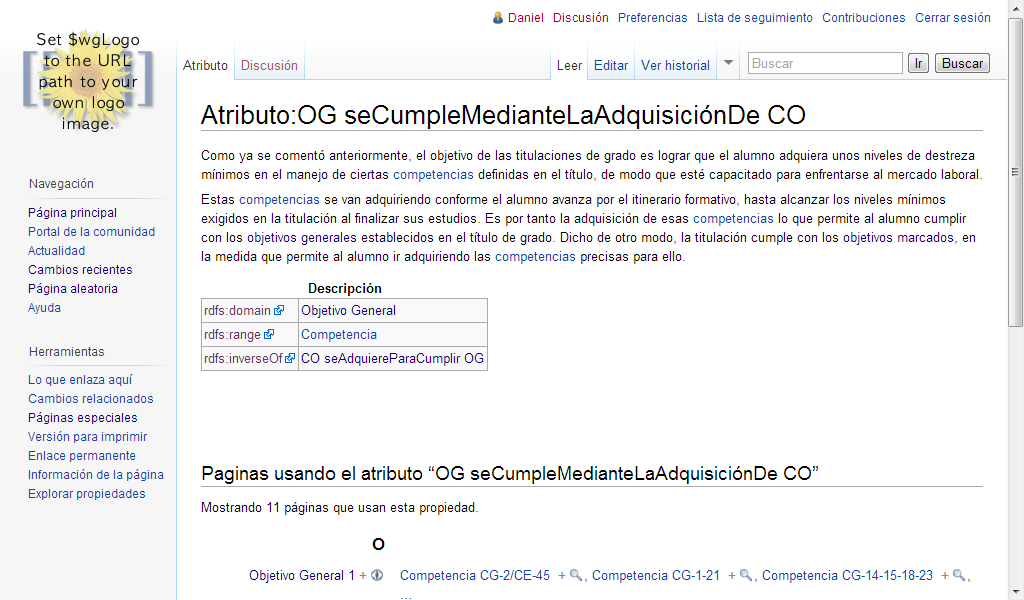 Daniel Discusión Preferencias Lista de seguimiento Contribuciones Cerrar sesión
Set $wgLogo
to the URL
path to your
own logo
image.
Atributo Discusión Leer Editar Ver historial Buscar Ir Buscar
Atributo:OG seCumpleMedianteLaAdquisiciónDe CO
Como ya se comentó anteriormente, el objetivo de las titulaciones de grado es lograr que el alumno adquiera unos niveles de destreza
mínimos en el manejo de ciertas competencias definidas en el título, de modo que esté capacitado para enfrentarse al mercado laboral.
Estas competencias se van adquiriendo conforme el alumno avanza por el itinerario formativo, hasta alcanzar los niveles mínimos
exigidos en la titulación al finalizar sus estudios. Es por tanto la adquisición de esas competencias lo que permite al alumno cumplir
con los objetivos generales establecidos en el título de grado. Dicho de otro modo, la titulación cumple con los objetivos marcados, en
la medida que permite al alumno ir adquiriendo las competencias precisas para ello.
Descripción
rdfs:domain Objetivo General
rdfs:range Competencia
rdfs:inverseOf CO seAdquiereParaCumplir OG
Navegación
Página principal
Portal de la comunidad
Actualidad
Cambios recientes
Página aleatoria
Ayuda
Herramientas
Lo que enlaza aquí
Cambios relacionados
Páginas especiales
Versión para imprimir
Enlace permanente
Información de la página
Explorar propiedades
Paginas usando el atributo “OG seCumpleMedianteLaAdquisiciónDe CO”
Mostrando 11 páginas que usan esta propiedad.
O
Objetivo General 1 + Competencia CG-2/CE-45 + , Competencia CG-1-21 + , Competencia CG-14-15-18-23 + ,
...